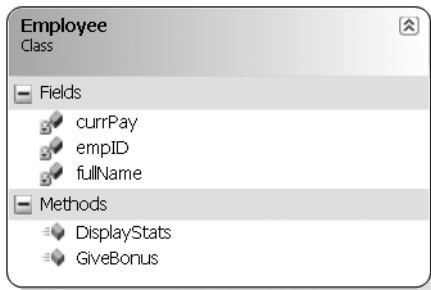 Employee
Class
Fields
currPay
empID
fullName
Methods
DisplayStats
GiveBonus